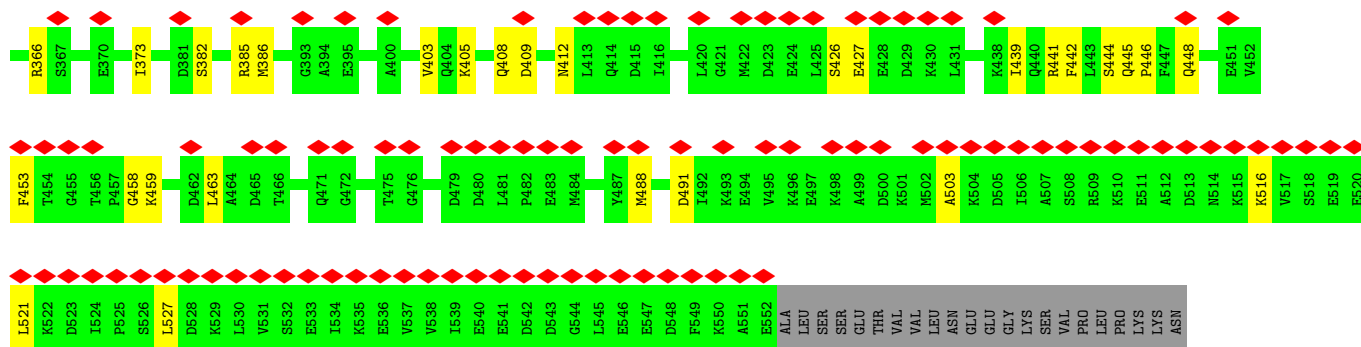 R366 S367 E370 I373 D381 S382 R385 M386 G393 A394 E395 A400 V403 Q404 K405 Q408 D409 N412 L413 Q414 D415 I416 L420 G421 M422 D423 E424 L425 S426 E427 E428 D429 K430 L431 K438 I439 Q440 R441 F442 L443 S444 Q445 P446 F447 Q448 E451 V452
F453 T454 G455 T456 P457 G458 K459 D462 L463 A464 D465 T466 Q471 G472 T475 G476 D479 D480 L481 P482 E483 M484 Y487 M488 D491 I492 K493 E494 V495 K496 E497 K498 A499 D500 K501 M502 A503 K504 D505 I506 A507 S508 R509 K510 E511 A512 D513 N514 K515 K516 V517 S518 E519 E520
L521 K522 D523 I524 P525 S526 L527 D528 K529 L530 V531 S532 E533 I534 K535 E536 V537 V538 I539 E540 E541 D542 D543 G544 L545 E546 E547 D548 F549 K550 A551 E552 ALA LEU SER SER GLU THR VAL VAL LEU ASN GLU GLU GLY LYS SER VAL PRO LEU PRO LYS LYS ASN